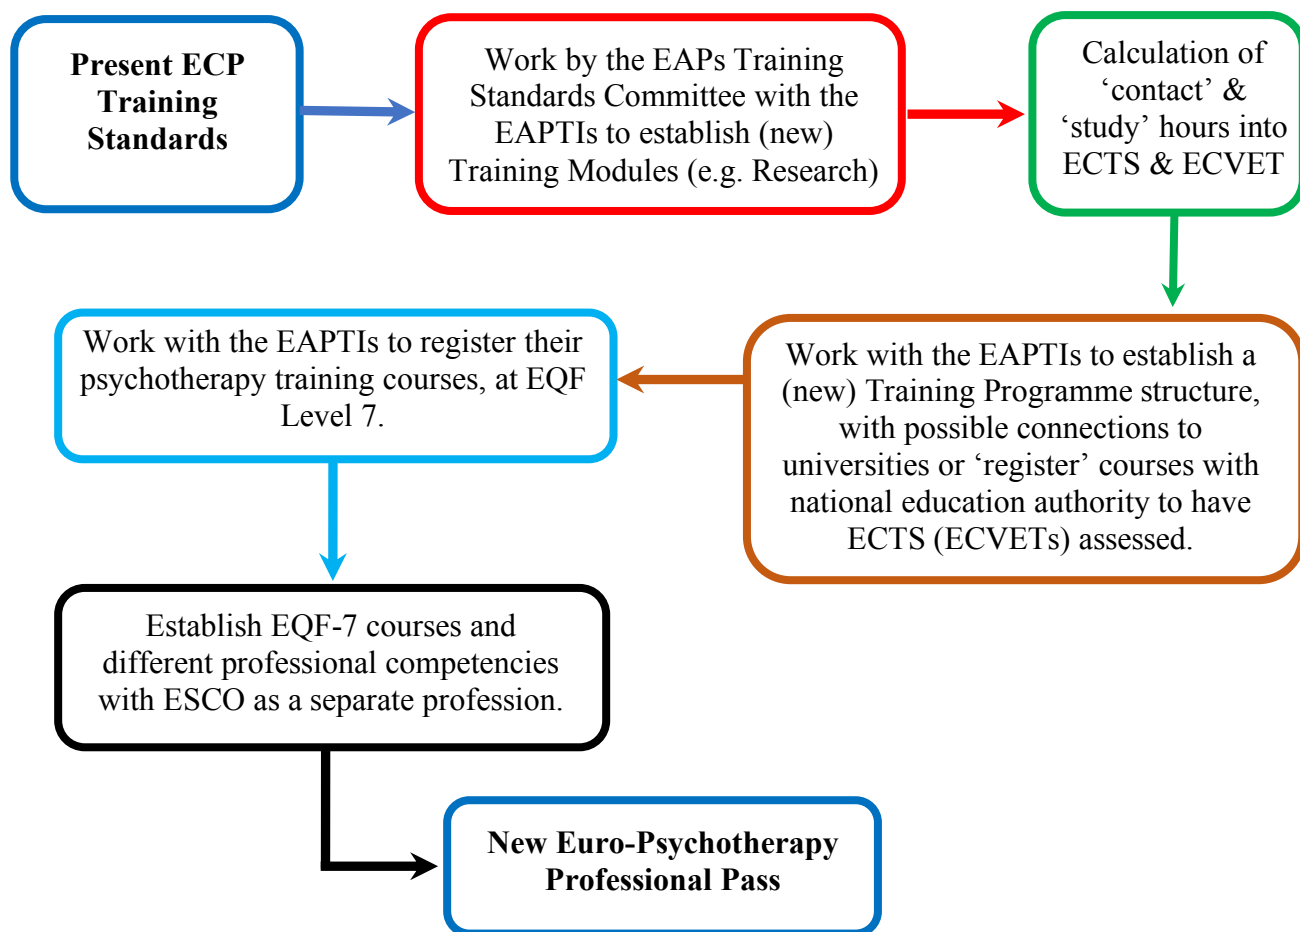 Present ECP
Training
Standards
Work by the EAPs Training
Standards Committee with the
EAPTIs to establish (new)
Training Modules (e.g. Research)
Calculation of
‘contact’ &
‘study’ hours into
ECTS & ECVET
Work with the EAPTIs to establish a
(new) Training Programme structure,
with possible connections to
universities or ‘register’ courses with
national education authority to have
ECTS (ECVETs) assessed.
Work with the EAPTIs to register their
psychotherapy training courses, at EQF
Level 7.
Establish EQF-7 courses and
different professional competencies
with ESCO as a separate profession.
New Euro-Psychotherapy
Professional Pass